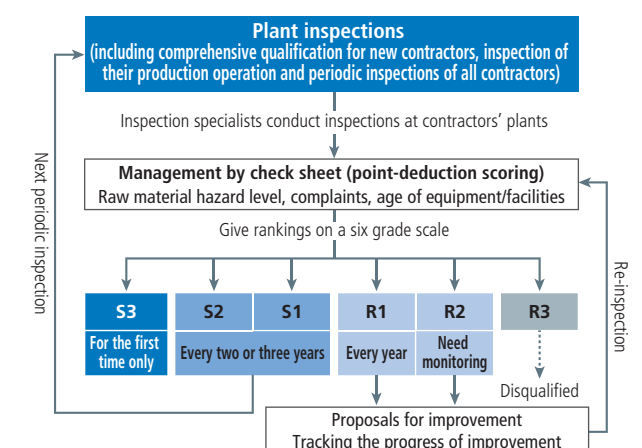 Plant inspections
(including comprehensive qualification for new contractors, inspection of
their production operation and periodic inspections of all contractors)
Inspection specialists conduct inspections at contractors' plants
Management by check sheet (point-deduction scoring)
Raw material hazard level, complaints, age of equipment/facilities
Give rankings on a six grade scale
Next periodic inspection
Re-inspection
S3
S2
S1
R1
R2
R3
For the first
time only
Every two or three years
Every year
Need
monitoring
Disqualified
Proposals for improvement
Tracking the progress of improvement